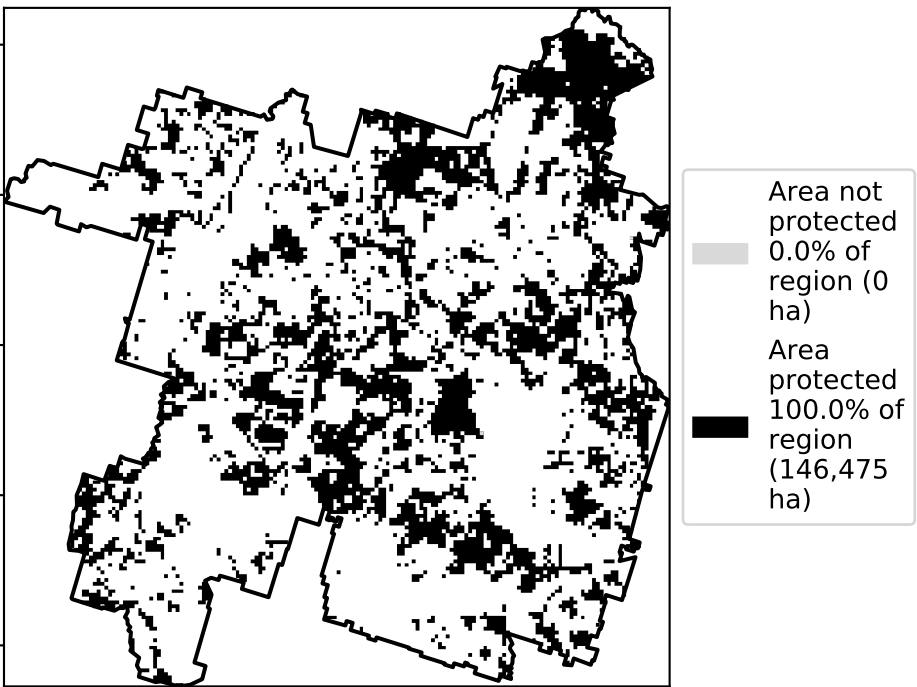 Area not
protected
0.0% of
region (0
ha)
Area
protected
100.0% of
region
(146,475
ha)